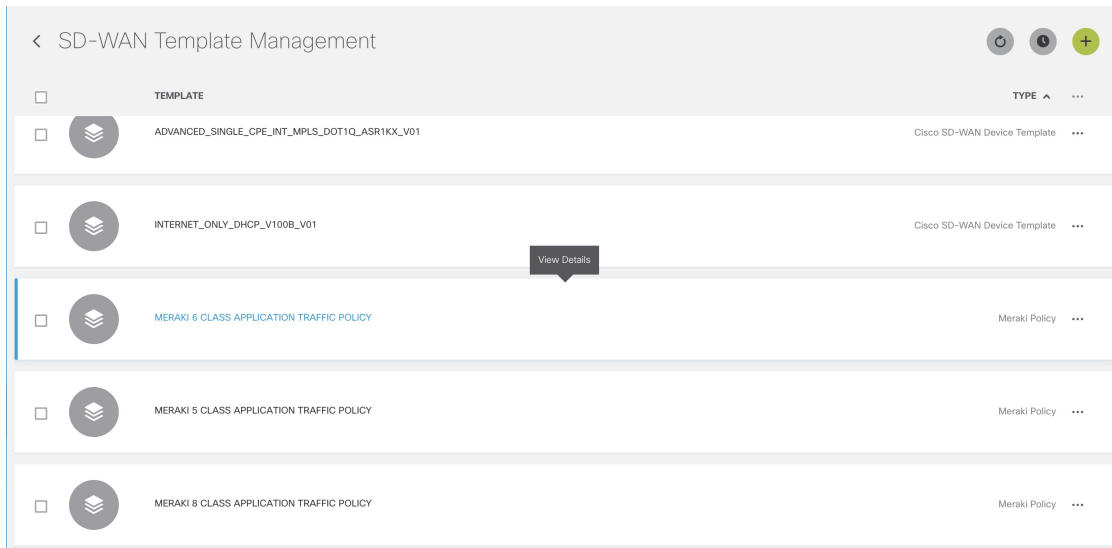 SD-WAN Template Management
TEMPLATE TYPE
ADVANCED_SINGLE_CPE_INT_MPLS_DOT1Q_ASR1KX_V01 Cisco SD-WAN Device Template
INTERNET_ONLY_DHCP_V100B_V01 Cisco SD-WAN Device Template
View Details
MERAKI 6 CLASS APPLICATION TRAFFIC POLICY Meraki Policy
MERAKI 5 CLASS APPLICATION TRAFFIC POLICY Meraki Policy
MERAKI 8 CLASS APPLICATION TRAFFIC POLICY Meraki Policy